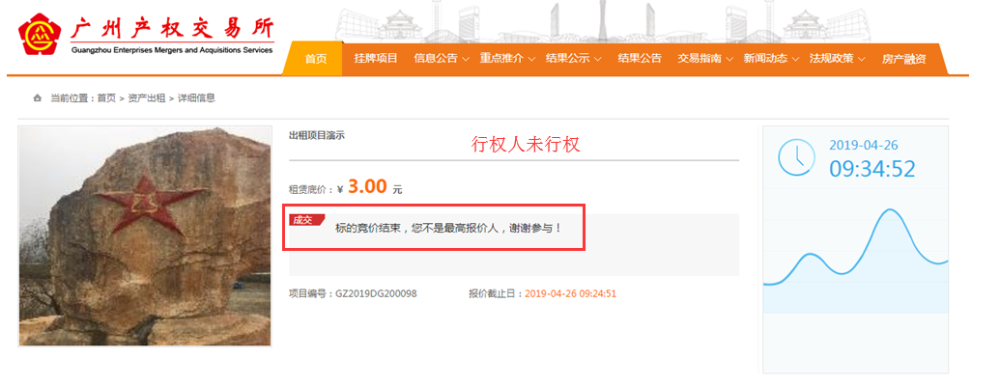 广州产权交易所
Guangzhou Enterprises Mergers and Acquisitions Services
首页 挂牌项目 信息公告 重点推介 结果公示 结果公告 交易指南 新闻动态 法规政策 房产融资
当前位置：首页 > 资产出租 > 详细信息
出租项目演示
行权人未行权
租赁底价：￥ 3.00 元
成交
标的竞价结束，您不是最高报价人，谢谢参与！
项目编号：GZ2019DG200098 报价截止日：2019-04-26 09:24:51
2019-04-26
09:34:52